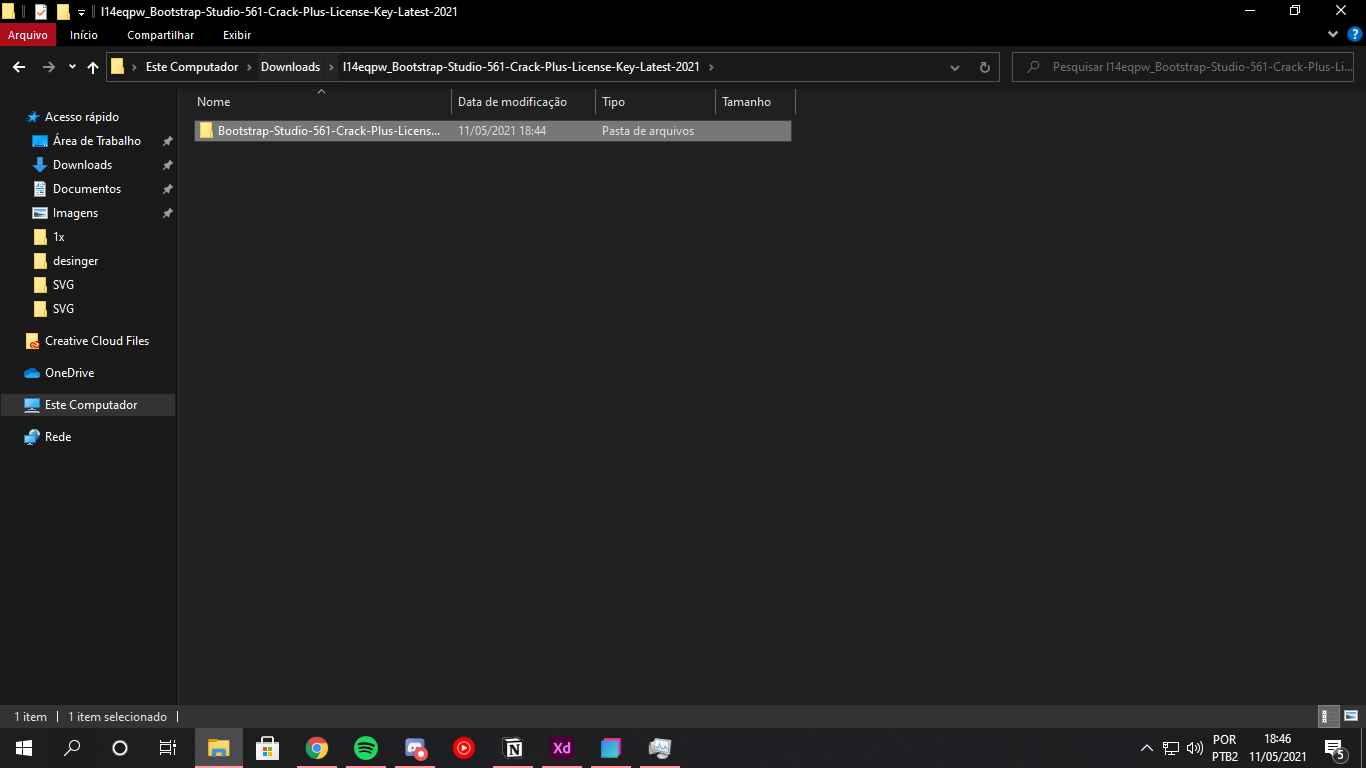 l14eqpw_Bootstrap-Studio-561-Crack-Plus-License-Key-Latest-2021
Arquivo Início Compartilhar Exibir
Este Computador Downloads l14eqpw_Bootstrap-Studio-561-Crack-Plus-License-Key-Latest-2021
Pesquisar l14eqpw_Bootstrap-Studio-561-Crack-Plus-Li...
Nome Data de modificação Tipo Tamanho
Bootstrap-Studio-561-Crack-Plus-Licens... 11/05/2021 18:44 Pasta de arquivos
Acesso rápido
Área de Trabalho
Downloads
Documentos
Imagens
1x
desinger
SVG
SVG
Creative Cloud Files
OneDrive
Este Computador
Rede
1 item 1 item selecionado
Xd
POR
PTB2
18:46
11/05/2021
5